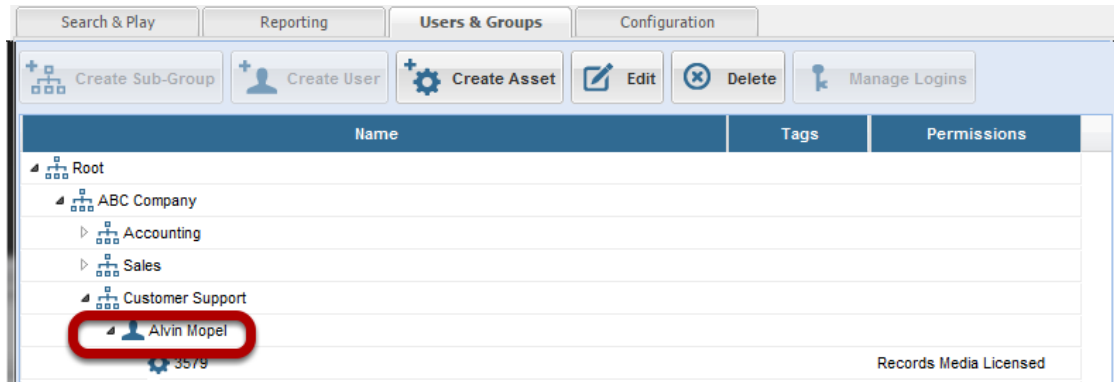 Search & Play Reporting Users & Groups Configuration
Create Sub-Group Create User Create Asset Edit Delete Manage Logins
Name Tags Permissions
Root
ABC Company
Accounting
Sales
Customer Support
Alvin Mopel
3579 Records Media Licensed